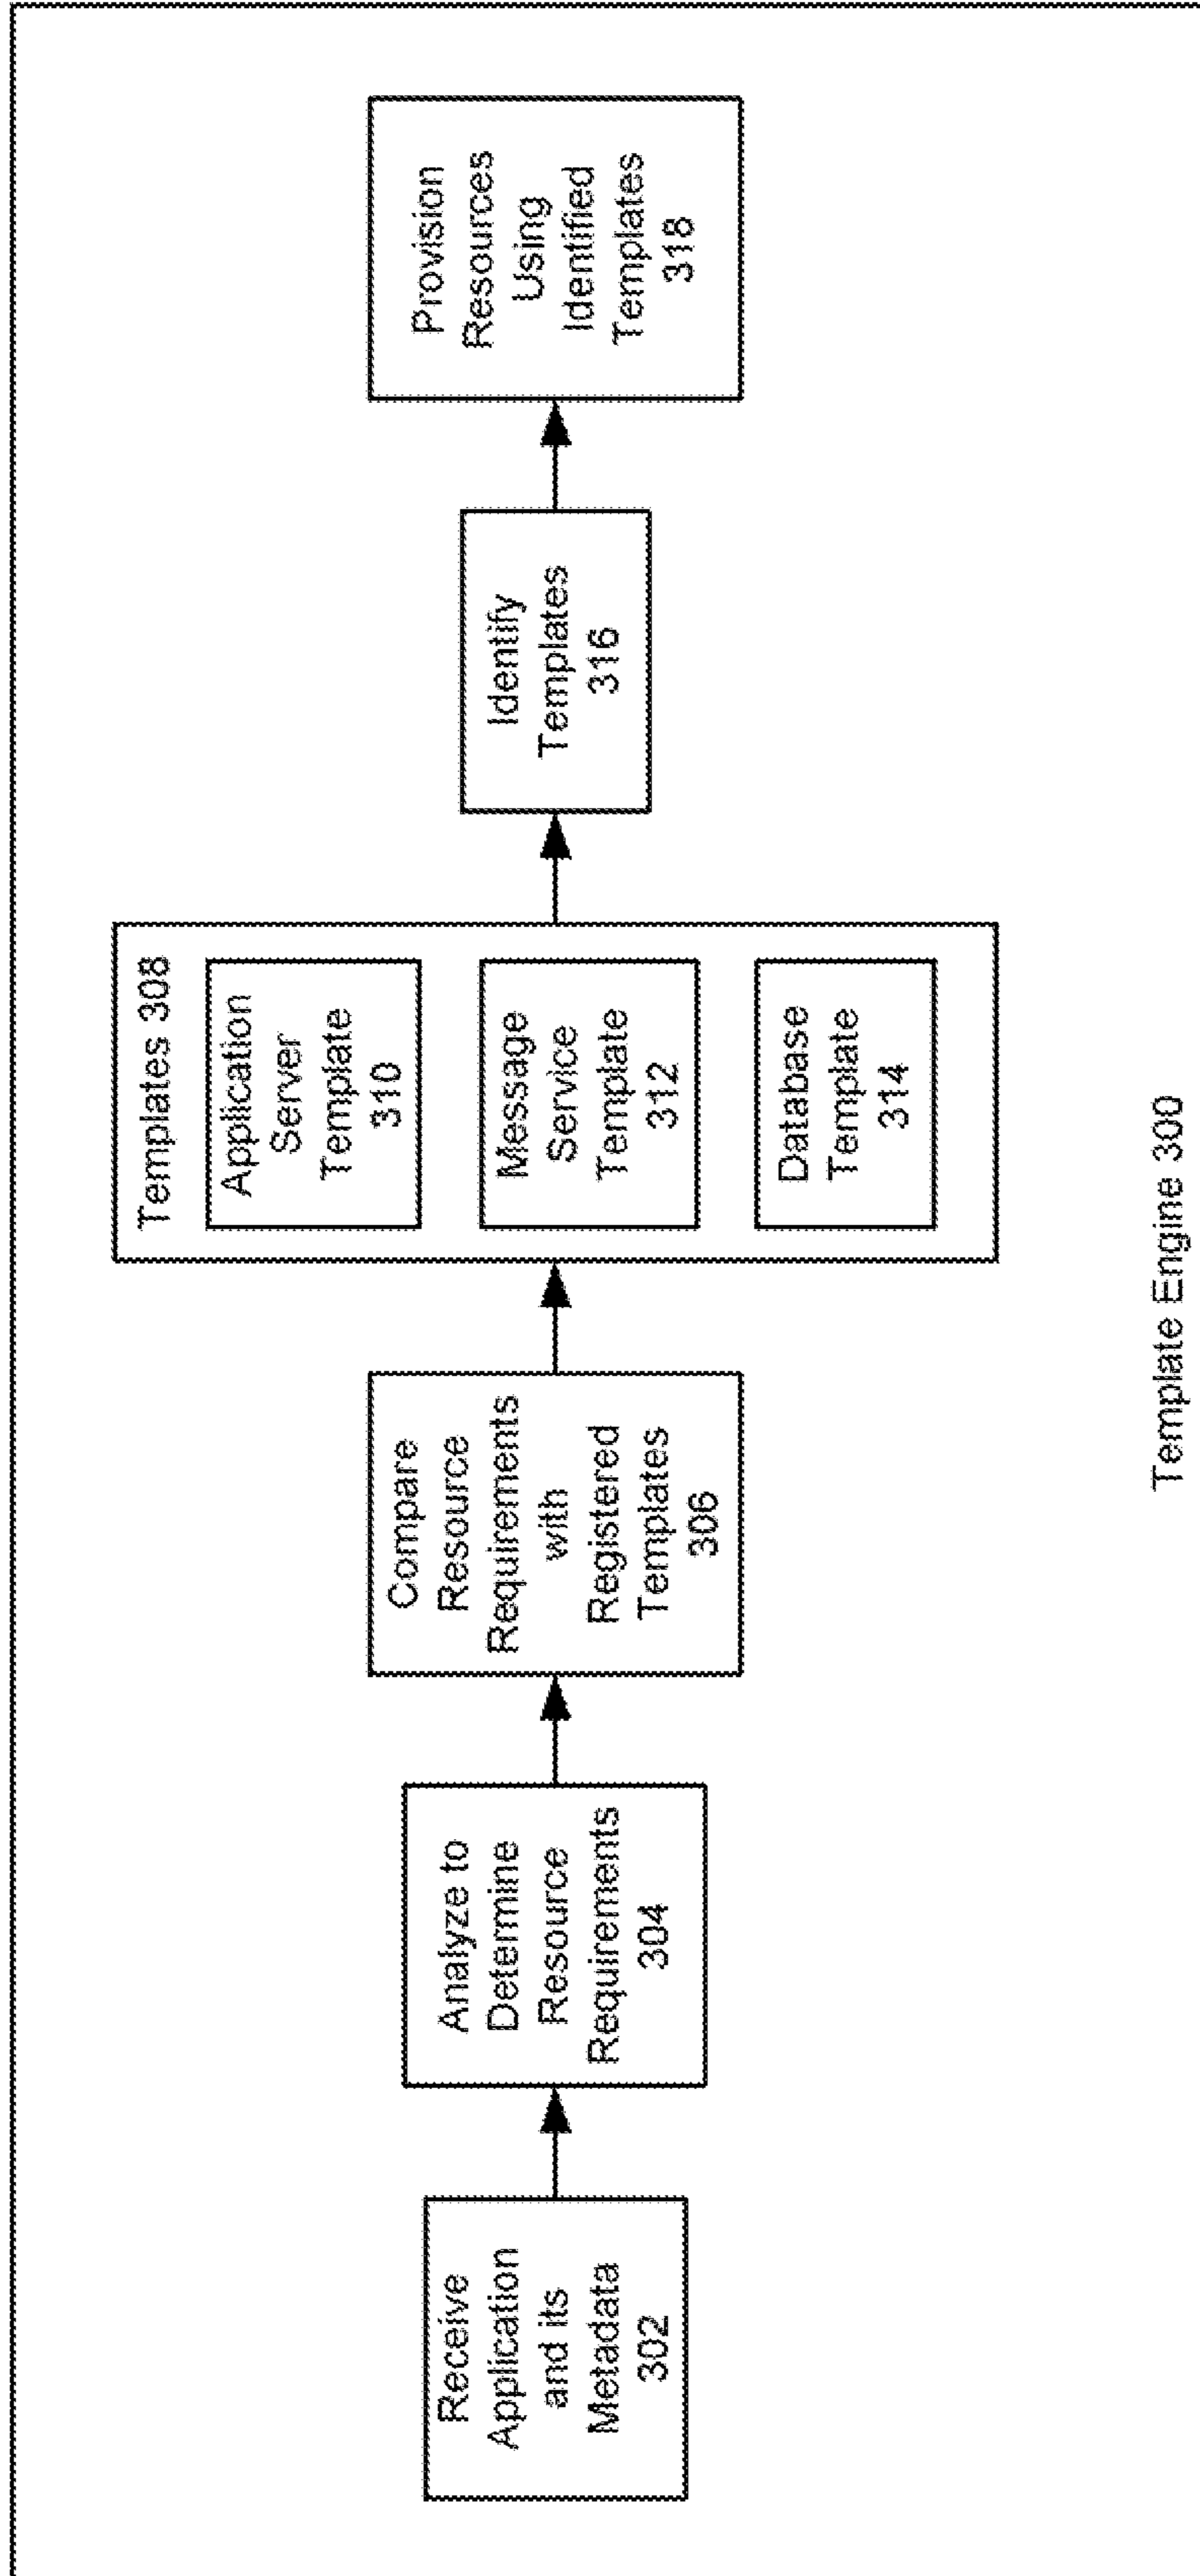 Receive
Application
and its
Metadata
302
Analyze to
Determine
Resource
Requirements
304
Compare
Resource
Requirements
with
Registered
Templates
306
Templates 308
Application
Server
Template
310
Message
Service
Template
312
Database
Template
314
Identify
Templates
316
Provision
Resources
Using
Identified
Templates
318
Template Engine 300